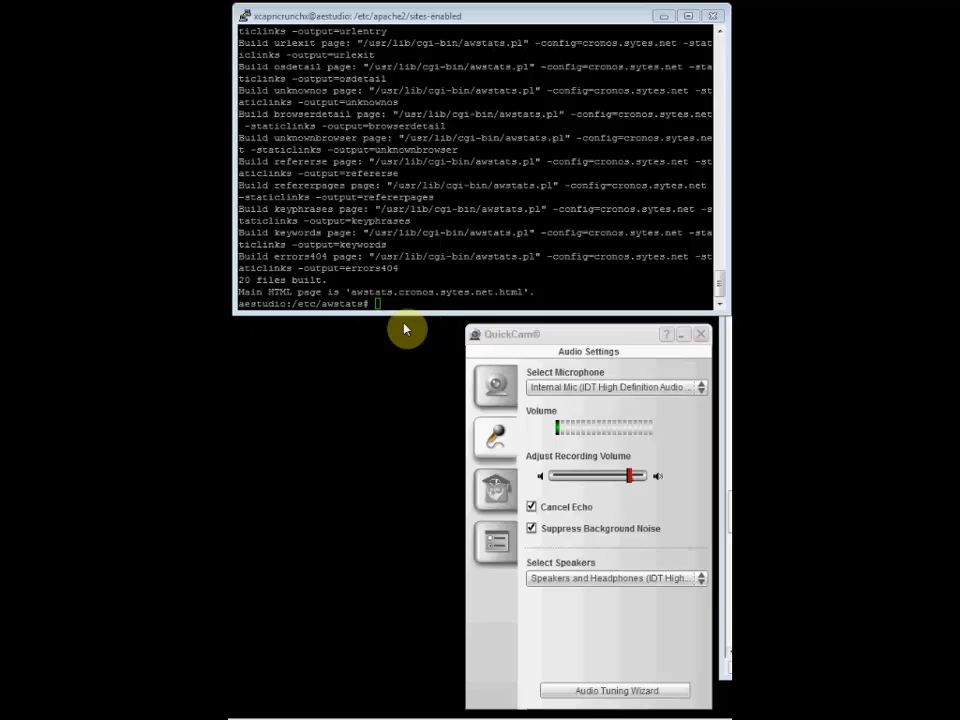 xcapncrunchx@aestudio: /etc/apache2/sites-enabled
ticlinks -output=urlentry
Build urlexit page: "/usr/lib/cgi-bin/awstats.pl" -config=cronos.sytes.net -stat
iclinks -output=urlexit
Build osdetail page: "/usr/lib/cgi-bin/awstats.pl" -config=cronos.sytes.net -sta
ticlinks -output=osdetail
Build unknownos page: "/usr/lib/cgi-bin/awstats.pl" -config=cronos.sytes.net -st
aticlinks -output=unknownos
Build browserdetail page: "/usr/lib/cgi-bin/awstats.pl" -config=cronos.sytes.net
 -staticlinks -output=browserdetail
Build unknownbrowser page: "/usr/lib/cgi-bin/awstats.pl" -config=cronos.sytes.ne
t -staticlinks -output=unknownbrowser
Build refererse page: "/usr/lib/cgi-bin/awstats.pl" -config=cronos.sytes.net -st
aticlinks -output=refererse
Build refererpages page: "/usr/lib/cgi-bin/awstats.pl" -config=cronos.sytes.net
-staticlinks -output=refererpages
Build keyphrases page: "/usr/lib/cgi-bin/awstats.pl" -config=cronos.sytes.net -s
taticlinks -output=keyphrases
Build keywords page: "/usr/lib/cgi-bin/awstats.pl" -config=cronos.sytes.net -sta
ticlinks -output=keywords
Build errors404 page: "/usr/lib/cgi-bin/awstats.pl" -config=cronos.sytes.net -st
aticlinks -output=errors404
20 files built.
Main HTML page is 'awstats.cronos.sytes.net.html'.
aestudio:/etc/awstats#
QuickCam®
Audio Settings
Select Microphone
Internal Mic (IDT High Definition Audio ...
Volume
Adjust Recording Volume
Cancel Echo
Suppress Background Noise
Select Speakers
Speakers and Headphones (IDT High...
Audio Tuning Wizard